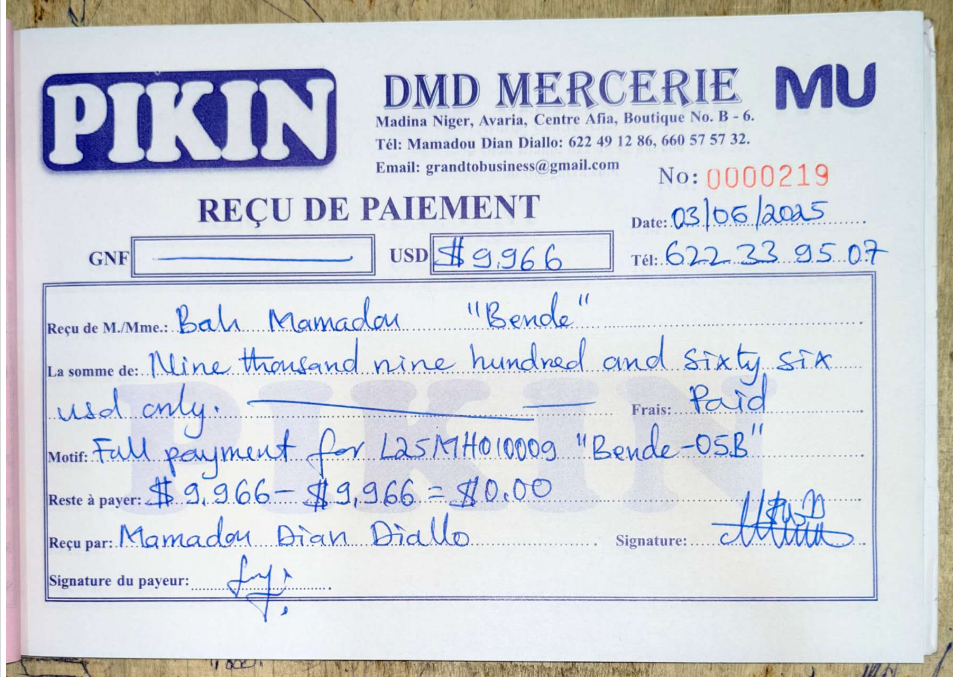 PIKIN
DMD MERCERIE MU
Madina Niger, Avaria, Centre Afia, Boutique No. B - 6.
Tél: Mamadou Dian Diallo: 622 49 12 86, 660 57 57 32.
Email: grandtobusiness@gmail.com
No: 0000219
REÇU DE PAIEMENT
Date: 03/06/2025
GNF USD $9,966 Tél: 622 33 95 07
Reçu de M./Mme.: Bah Mamadou "Bende"
La somme de: Nine thousand nine hundred and sixty six
usd only. Frais: Paid
Motif: Full payment for L25MH010009 "Bende-05B"
Reste à payer: $9,966 - $9,966 = $0.00
Reçu par: Mamadou Dian Diallo Signature:
Signature du payeur:
PIKIN